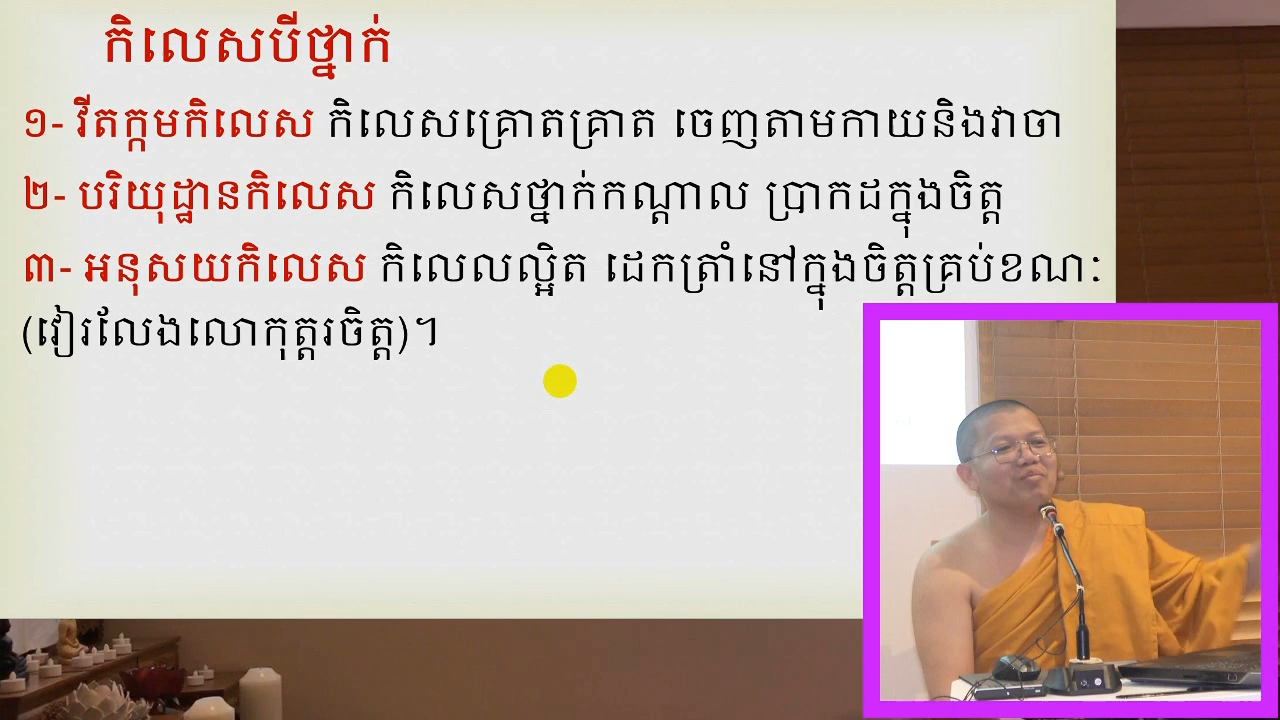 កិលេសបីថ្នាក់
១- វីតក្កមកិលេស កិលេសគ្រោតគ្រាត ចេញតាមកាយនិងវាចា
២- បរិយុដ្ឋានកិលេស កិលេសថ្នាក់កណ្តាល ប្រាកដក្នុងចិត្ត
៣- អនុសយកិលេស កិលេលល្អិត ដេកត្រាំនៅក្នុងចិត្តគ្រប់ខណៈ
(វៀរលែងលោកុត្តរចិត្ត)។